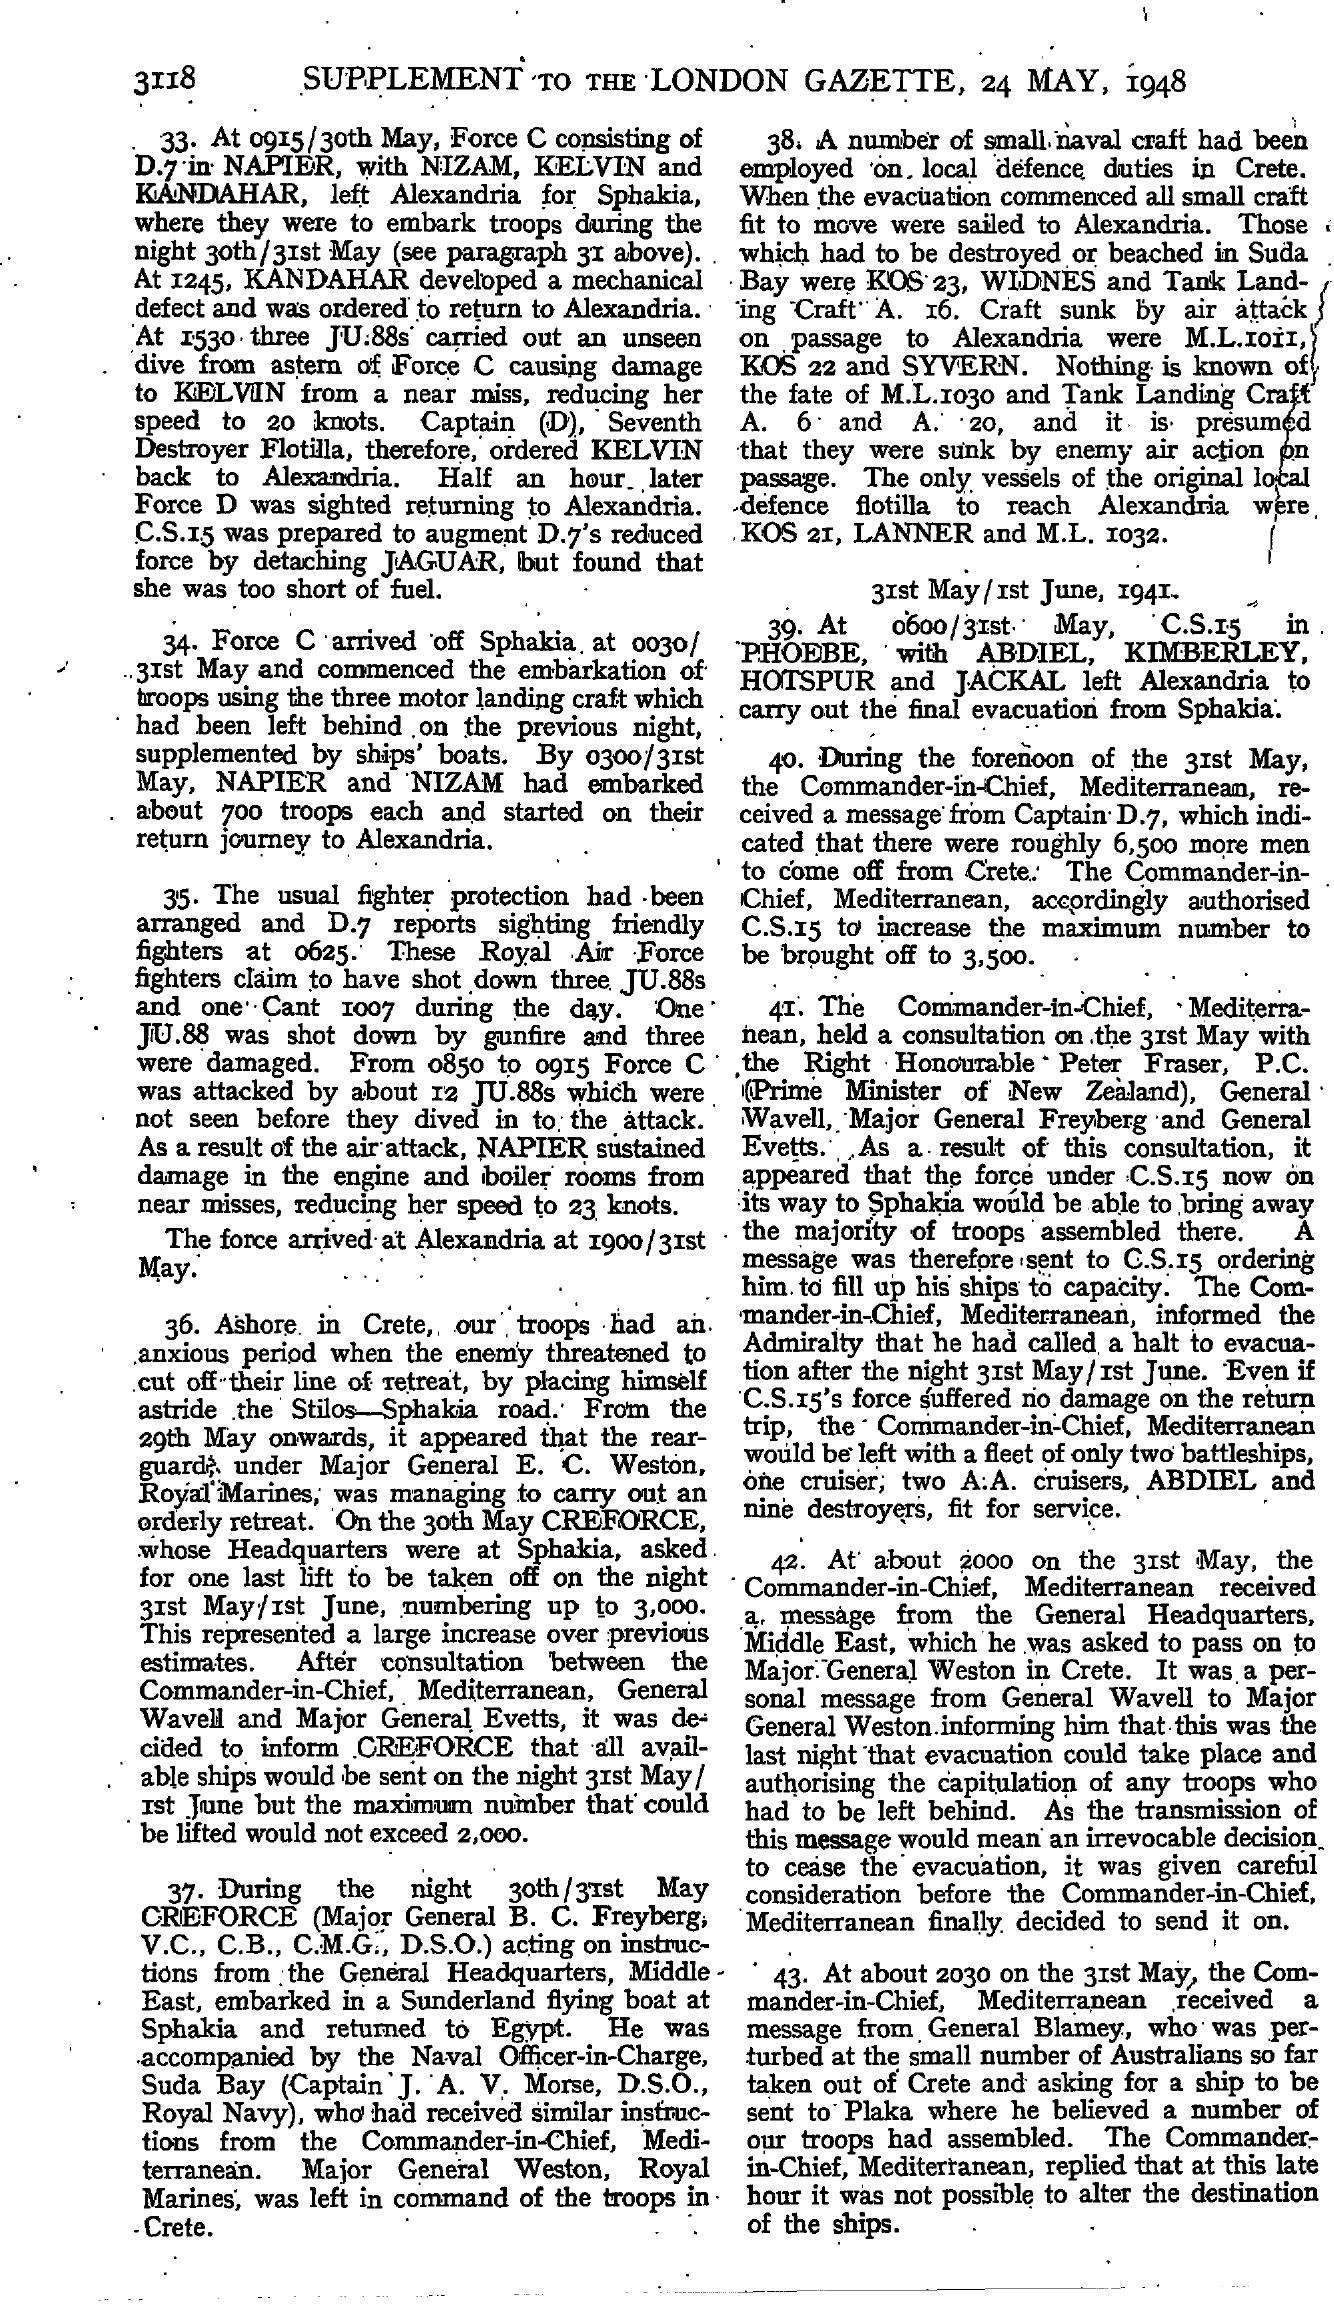 3118 SUPPLEMENT TO THE LONDON GAZETTE, 24 MAY, 1948
33. At 0915/30th May, Force C consisting of
D.7 in NAPIER, with NIZAM, KELVIN and
KANDAHAR, left Alexandria for Sphakia,
where they were to embark troops during the
night 30th/31st May (see paragraph 31 above).
At 1245, KANDAHAR developed a mechanical
defect and was ordered to return to Alexandria.
At 1530 three JU.88s carried out an unseen
dive from astern of Force C causing damage
to KELVIN from a near miss, reducing her
speed to 20 knots. Captain (D), Seventh
Destroyer Flotilla, therefore, ordered KELVIN
back to Alexandria. Half an hour later
Force D was sighted returning to Alexandria.
C.S.15 was prepared to augment D.7's reduced
force by detaching JAGUAR, but found that
she was too short of fuel.
34. Force C arrived off Sphakia at 0030/
31st May and commenced the embarkation of
troops using the three motor landing craft which
had been left behind on the previous night,
supplemented by ships' boats. By 0300/31st
May, NAPIER and NIZAM had embarked
about 700 troops each and started on their
return journey to Alexandria.
35. The usual fighter protection had been
arranged and D.7 reports sighting friendly
fighters at 0625. These Royal Air Force
fighters claim to have shot down three JU.88s
and one Cant 1007 during the day. One
JU.88 was shot down by gunfire and three
were damaged. From 0850 to 0915 Force C
was attacked by about 12 JU.88s which were
not seen before they dived in to the attack.
As a result of the air attack, NAPIER sustained
damage in the engine and boiler rooms from
near misses, reducing her speed to 23 knots.
The force arrived at Alexandria at 1900/31st
May.
36. Ashore in Crete, our troops had an
anxious period when the enemy threatened to
cut off their line of retreat, by placing himself
astride the Stilos—Sphakia road. From the
29th May onwards, it appeared that the rear-
guard, under Major General E. C. Weston,
Royal Marines, was managing to carry out an
orderly retreat. On the 30th May CREFORCE,
whose Headquarters were at Sphakia, asked
for one last lift to be taken off on the night
31st May/1st June, numbering up to 3,000.
This represented a large increase over previous
estimates. After consultation between the
Commander-in-Chief, Mediterranean, General
Wavell and Major General Evetts, it was de-
cided to inform CREFORCE that all avail-
able ships would be sent on the night 31st May/
1st June but the maximum number that could
be lifted would not exceed 2,000.
37. During the night 30th/31st May
CREFORCE (Major General B. C. Freyberg,
V.C., C.B., C.M.G., D.S.O.) acting on instruc-
tions from the General Headquarters, Middle
East, embarked in a Sunderland flying boat at
Sphakia and returned to Egypt. He was
accompanied by the Naval Officer-in-Charge,
Suda Bay (Captain J. A. V. Morse, D.S.O.,
Royal Navy), who had received similar instruc-
tions from the Commander-in-Chief, Medi-
terranean. Major General Weston, Royal
Marines, was left in command of the troops in
Crete.
38. A number of small naval craft had been
employed on local defence duties in Crete.
When the evacuation commenced all small craft
fit to move were sailed to Alexandria. Those
which had to be destroyed or beached in Suda
Bay were KOS 23, WIDNES and Tank Land-
ing Craft A. 16. Craft sunk by air attack
on passage to Alexandria were M.L.1011,
KOS 22 and SYVERN. Nothing is known of
the fate of M.L.1030 and Tank Landing Craft
A. 6 and A. 20, and it is presumed
that they were sunk by enemy air action on
passage. The only vessels of the original local
defence flotilla to reach Alexandria were
KOS 21, LANNER and M.L. 1032.
31st May/1st June, 1941.
39. At 0600/31st May, C.S.15 in
PHOEBE, with ABDIEL, KIMBERLEY,
HOTSPUR and JACKAL left Alexandria to
carry out the final evacuation from Sphakia.
40. During the forenoon of the 31st May,
the Commander-in-Chief, Mediterranean, re-
ceived a message from Captain D.7, which indi-
cated that there were roughly 6,500 more men
to come off from Crete. The Commander-in-
Chief, Mediterranean, accordingly authorised
C.S.15 to increase the maximum number to
be brought off to 3,500.
41. The Commander-in-Chief, Mediterra-
nean, held a consultation on the 31st May with
the Right Honourable Peter Fraser, P.C.
(Prime Minister of New Zealand), General
Wavell, Major General Freyberg and General
Evetts. As a result of this consultation, it
appeared that the force under C.S.15 now on
its way to Sphakia would be able to bring away
the majority of troops assembled there. A
message was therefore sent to C.S.15 ordering
him to fill up his ships to capacity. The Com-
mander-in-Chief, Mediterranean, informed the
Admiralty that he had called a halt to evacua-
tion after the night 31st May/1st June. Even if
C.S.15's force suffered no damage on the return
trip, the Commander-in-Chief, Mediterranean
would be left with a fleet of only two battleships,
one cruiser, two A.A. cruisers, ABDIEL and
nine destroyers, fit for service.
42. At about 2000 on the 31st May, the
Commander-in-Chief, Mediterranean received
a message from the General Headquarters,
Middle East, which he was asked to pass on to
Major General Weston in Crete. It was a per-
sonal message from General Wavell to Major
General Weston informing him that this was the
last night that evacuation could take place and
authorising the capitulation of any troops who
had to be left behind. As the transmission of
this message would mean an irrevocable decision
to cease the evacuation, it was given careful
consideration before the Commander-in-Chief,
Mediterranean finally decided to send it on.
43. At about 2030 on the 31st May, the Com-
mander-in-Chief, Mediterranean received a
message from General Blamey, who was per-
turbed at the small number of Australians so far
taken out of Crete and asking for a ship to be
sent to Plaka where he believed a number of
our troops had assembled. The Commander-
in-Chief, Mediterranean, replied that at this late
hour it was not possible to alter the destination
of the ships.